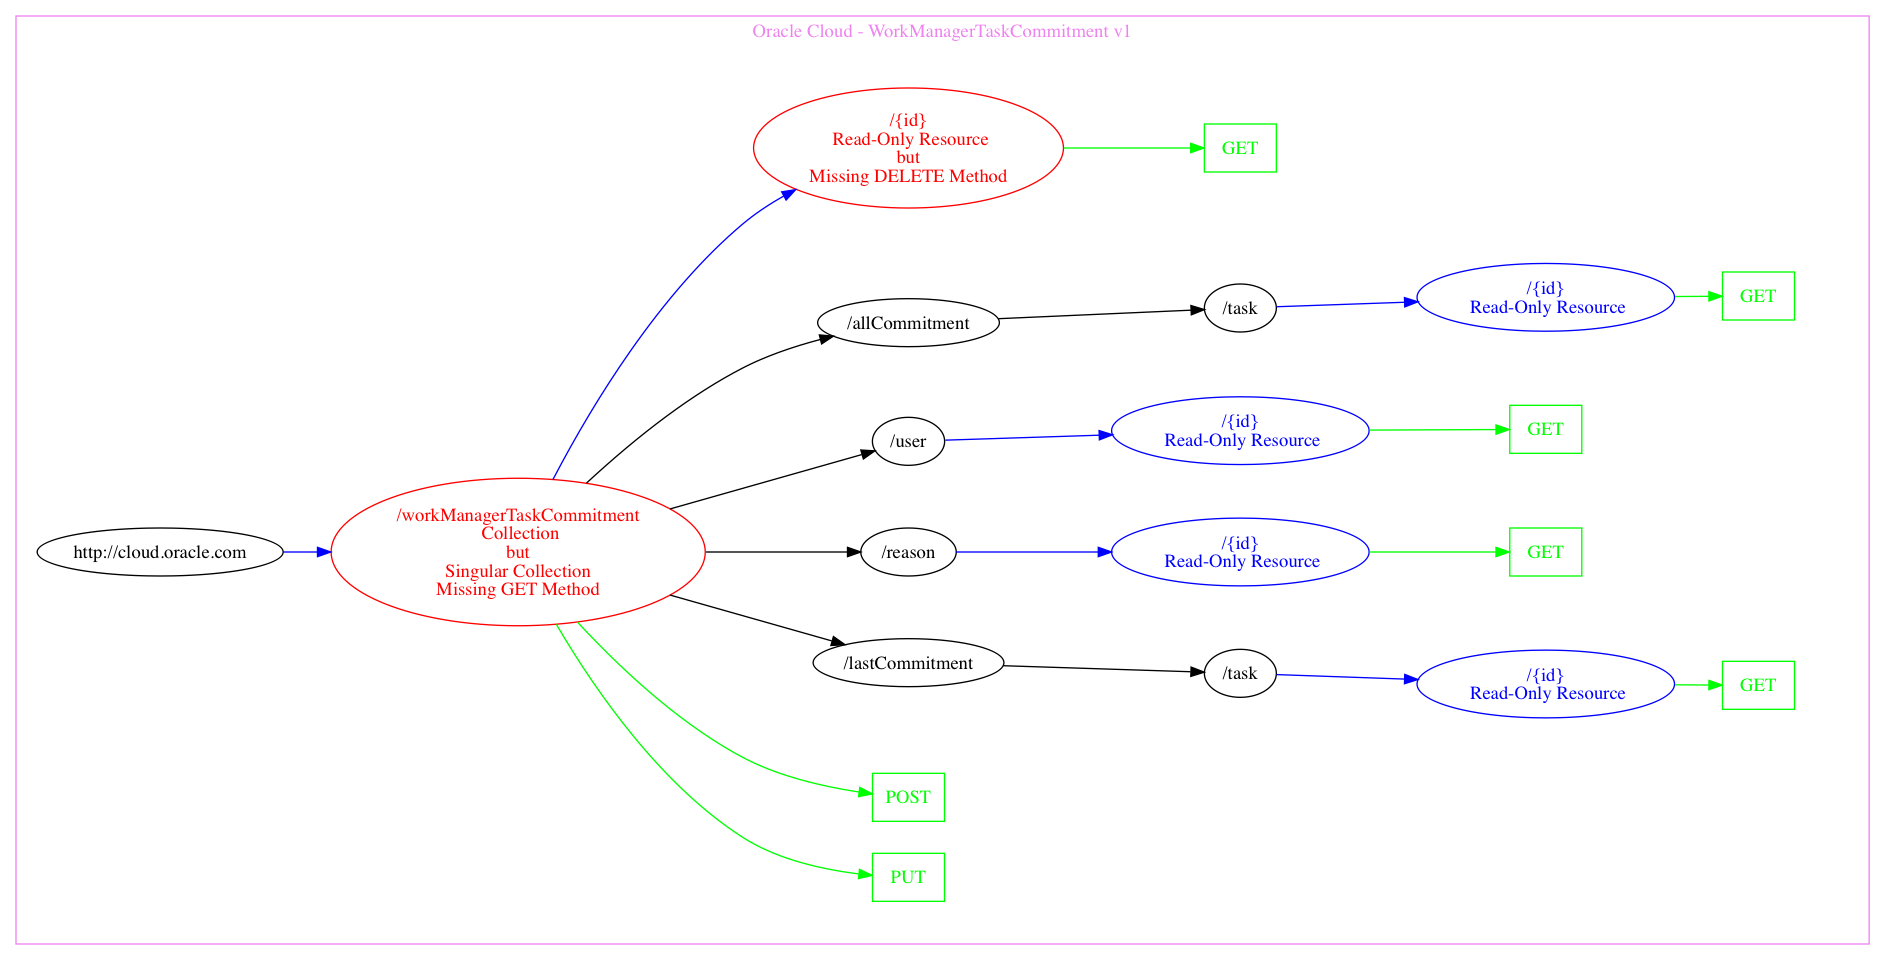 Oracle Cloud - WorkManagerTaskCommitment v1
/{id}
Read-Only Resource
but
Missing DELETE Method
GET
/allCommitment
/task
/{id}
Read-Only Resource
GET
/user
/{id}
Read-Only Resource
GET
http://cloud.oracle.com
/workManagerTaskCommitment
Collection
but
Singular Collection
Missing GET Method
/reason
/{id}
Read-Only Resource
GET
/lastCommitment
/task
/{id}
Read-Only Resource
GET
POST
PUT